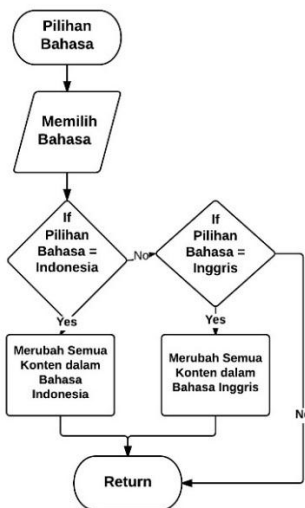 Pilihan
Bahasa
Memilih
Bahasa
If
Pilihan
Bahasa =
Indonesia
No
If
Pilihan
Bahasa =
Inggris
Yes
Yes
Merubah Semua
Konten dalam
Bahasa
Indonesia
Merubah Semua
Konten dalam
Bahasa Inggris
No
Return